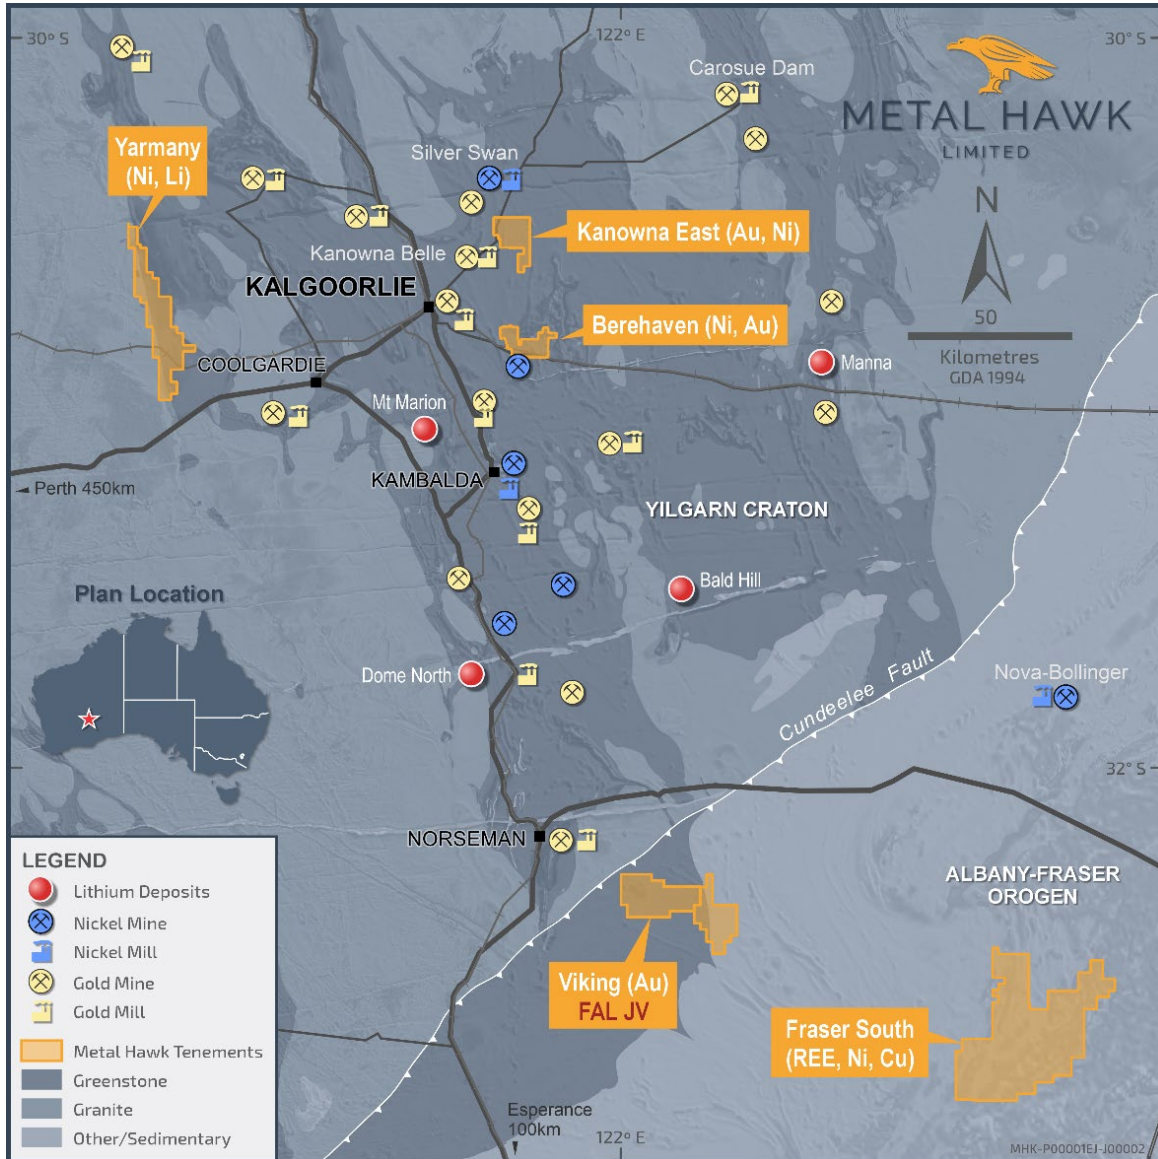 30° S
122° E
30° S
METAL HAWK
LIMITED
Carosue Dam
Yarmany
(Ni, Li)
Silver Swan
N
Kanowna East (Au, Ni)
Kanowna Belle
KALGOORLIE
50
Kilometres
GDA 1994
Berehaven (Ni, Au)
COOLGARDIE
Manna
Mt Marion
KAMBALDA
Perth 450km
YILGARN CRATON
Bald Hill
Plan Location
Dome North
Cundeelee Fault
Nova-Bollinger
32° S
NORSEMAN
ALBANY-FRASER
OROGEN
Viking (Au)
FAL JV
Fraser South
(REE, Ni, Cu)
LEGEND
Lithium Deposits
Nickel Mine
Nickel Mill
Gold Mine
Gold Mill
Metal Hawk Tenements
Greenstone
Granite
Other/Sedimentary
Esperance
100km
122° E
MHK-P00001EJ-J00002